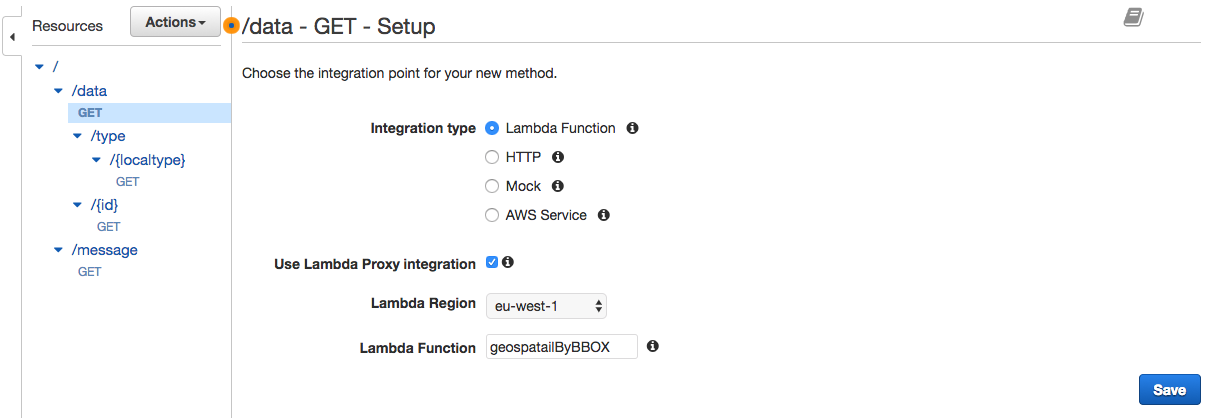 Resources
Actions
/
/data
GET
/type
/{localtype}
GET
/{id}
GET
/message
GET
/data - GET - Setup
Choose the integration point for your new method.
Integration type
Lambda Function
HTTP
Mock
AWS Service
Use Lambda Proxy integration
Lambda Region
eu-west-1
Lambda Function
geospatailByBBOX
Save